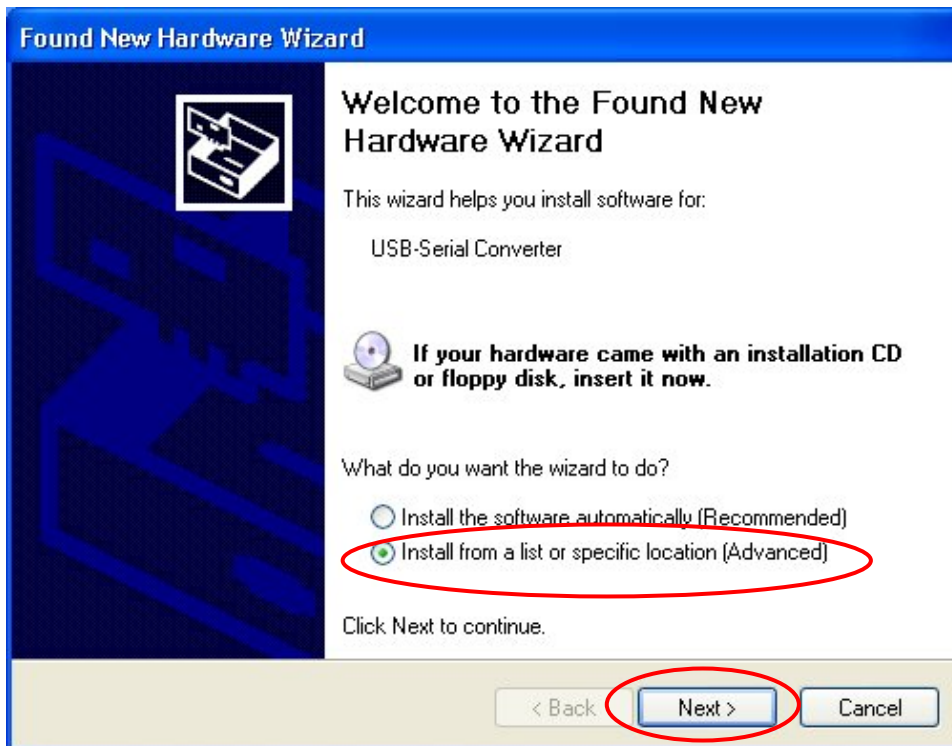 Found New Hardware Wizard
Welcome to the Found New
Hardware Wizard
This wizard helps you install software for:
USB-Serial Converter
If your hardware came with an installation CD
or floppy disk, insert it now.
What do you want the wizard to do?
Install the software automatically (Recommended)
Install from a list or specific location (Advanced)
Click Next to continue.
< Back Next > Cancel